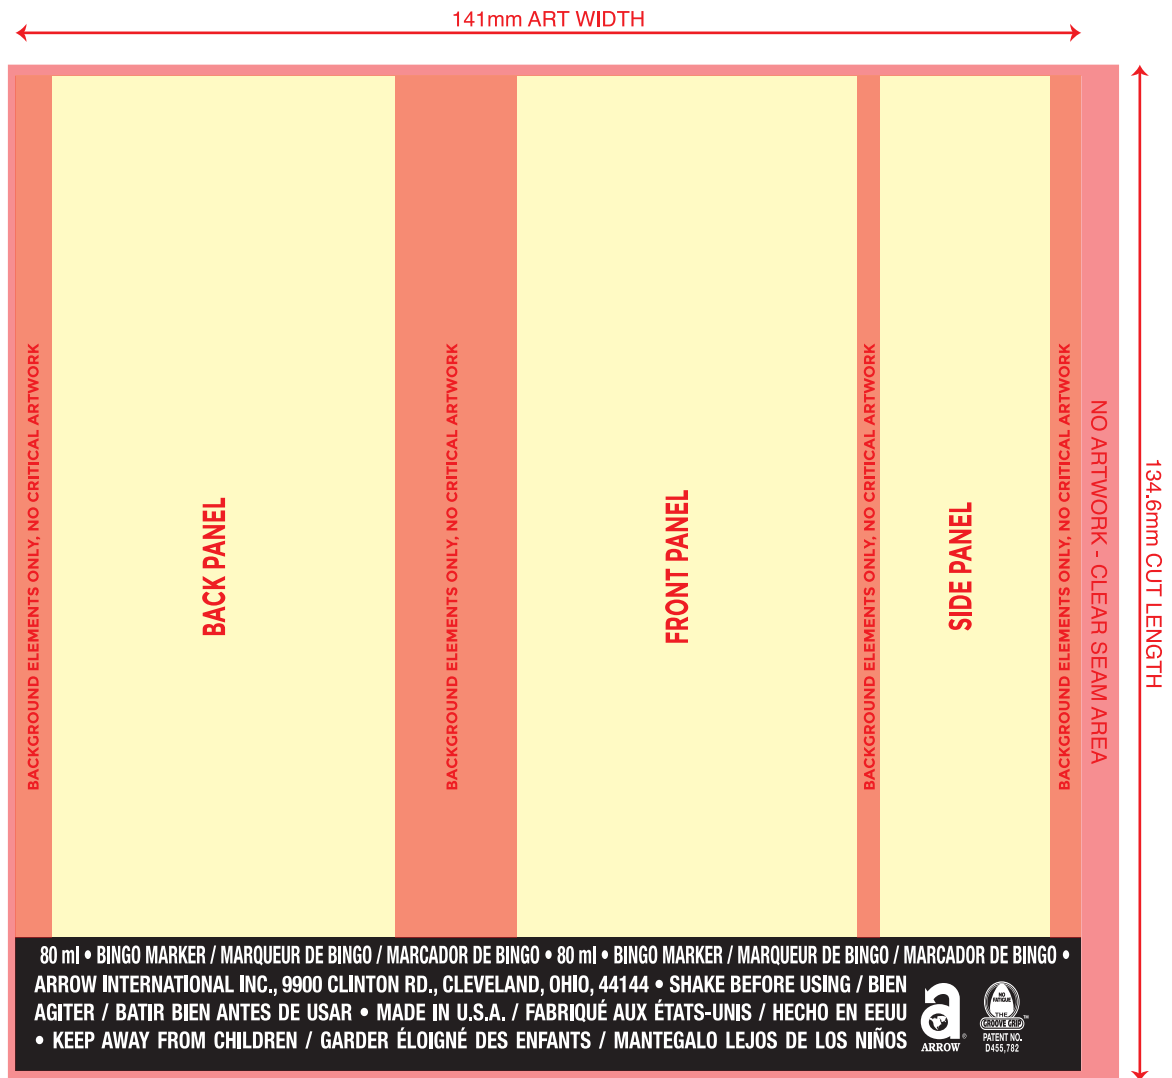 141mm ART WIDTH
BACKGROUND ELEMENTS ONLY, NO CRITICAL ARTWORK
BACK PANEL
BACKGROUND ELEMENTS ONLY, NO CRITICAL ARTWORK
FRONT PANEL
BACKGROUND ELEMENTS ONLY, NO CRITICAL ARTWORK
SIDE PANEL
BACKGROUND ELEMENTS ONLY, NO CRITICAL ARTWORK
NO ARTWORK - CLEAR SEAM AREA
134.6mm CUT LENGTH
80 ml • BINGO MARKER / MARQUEUR DE BINGO / MARCADOR DE BINGO • 80 ml • BINGO MARKER / MARQUEUR DE BINGO / MARCADOR DE BINGO •
ARROW INTERNATIONAL INC., 9900 CLINTON RD., CLEVELAND, OHIO, 44144 • SHAKE BEFORE USING / BIEN
AGITER / BATIR BIEN ANTES DE USAR • MADE IN U.S.A. / FABRIQUÉ AUX ÉTATS-UNIS / HECHO EN EEUU
• KEEP AWAY FROM CHILDREN / GARDER ÉLOIGNÉ DES ENFANTS / MANTEGALO LEJOS DE LOS NIÑOS
a ®
ARROW
NO
FATIGUE
THE
GROOVE GRIP ™
PATENT NO.
D455,782